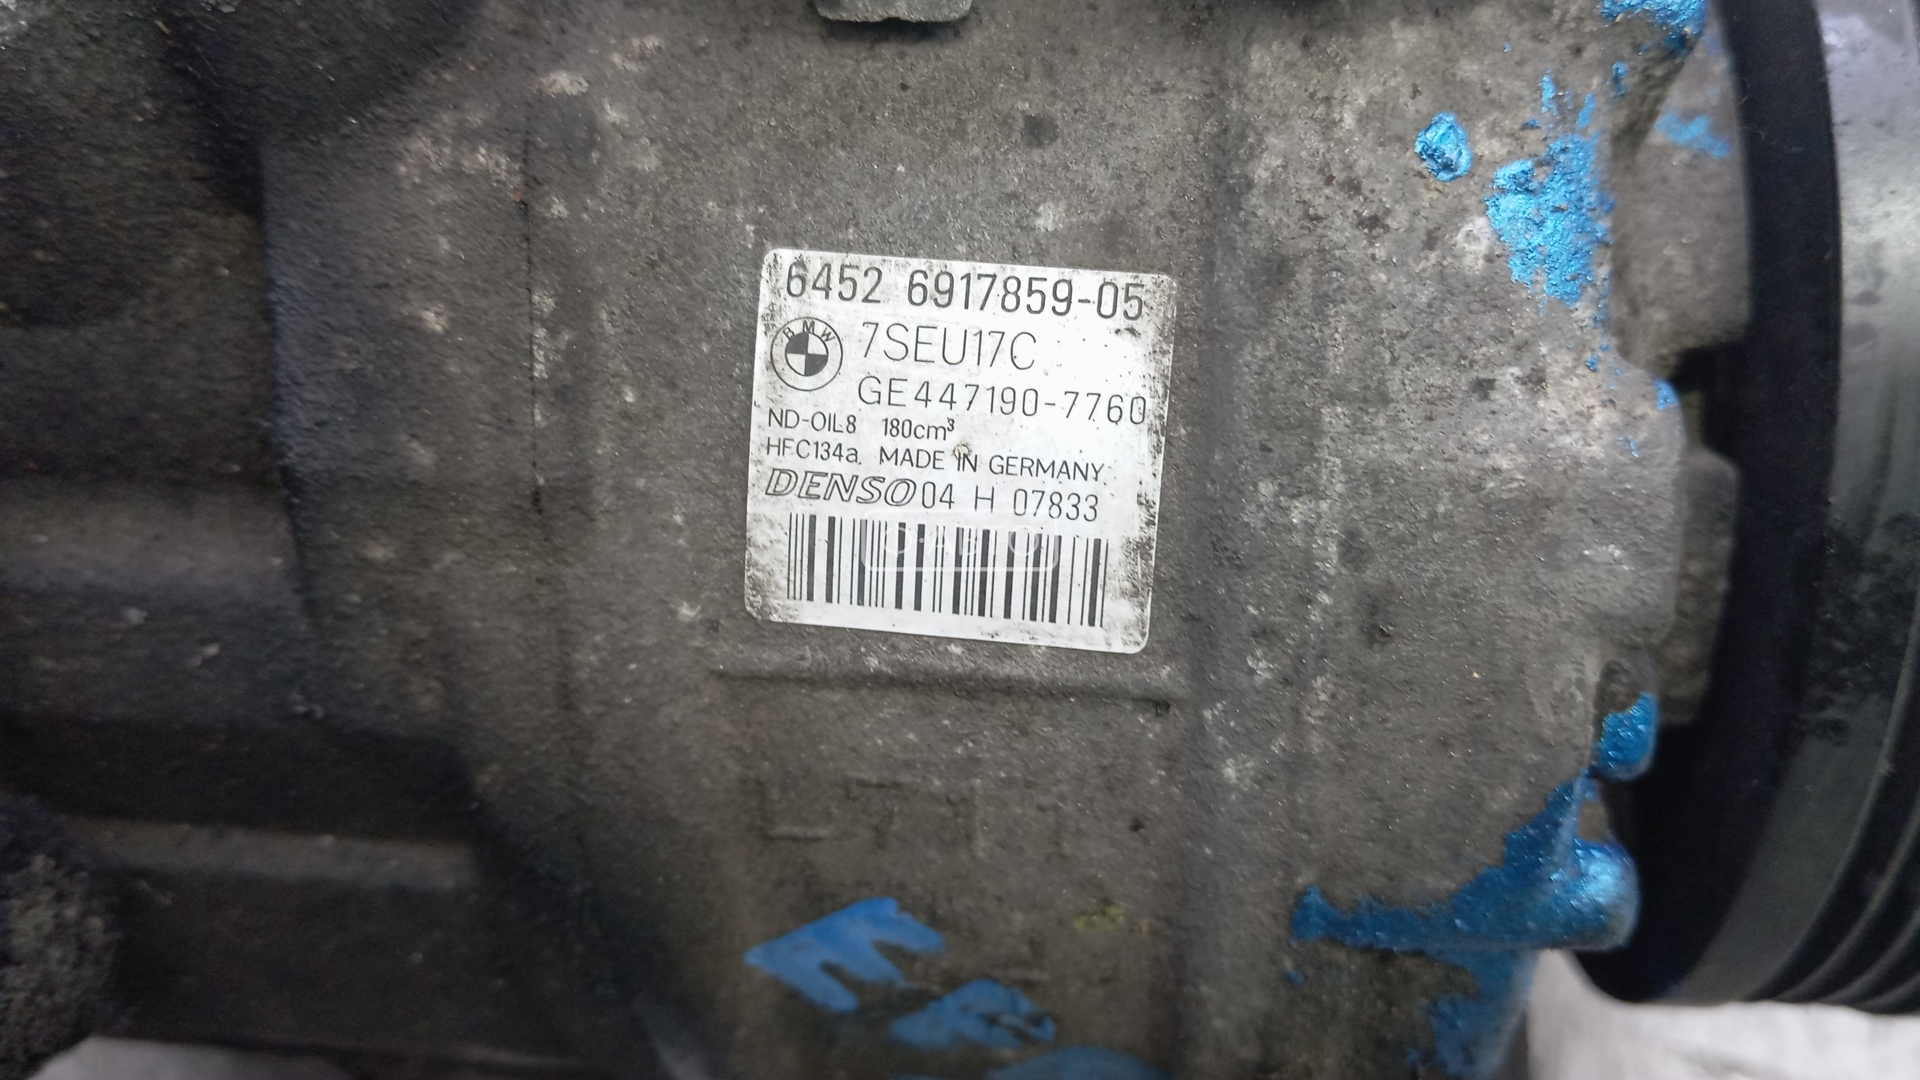 6452 6917859-05
BMW 7SEU17C
GE447190-7760
ND-OIL8 180cm³
HFC134a MADE IN GERMANY
DENSO 04 H 07833